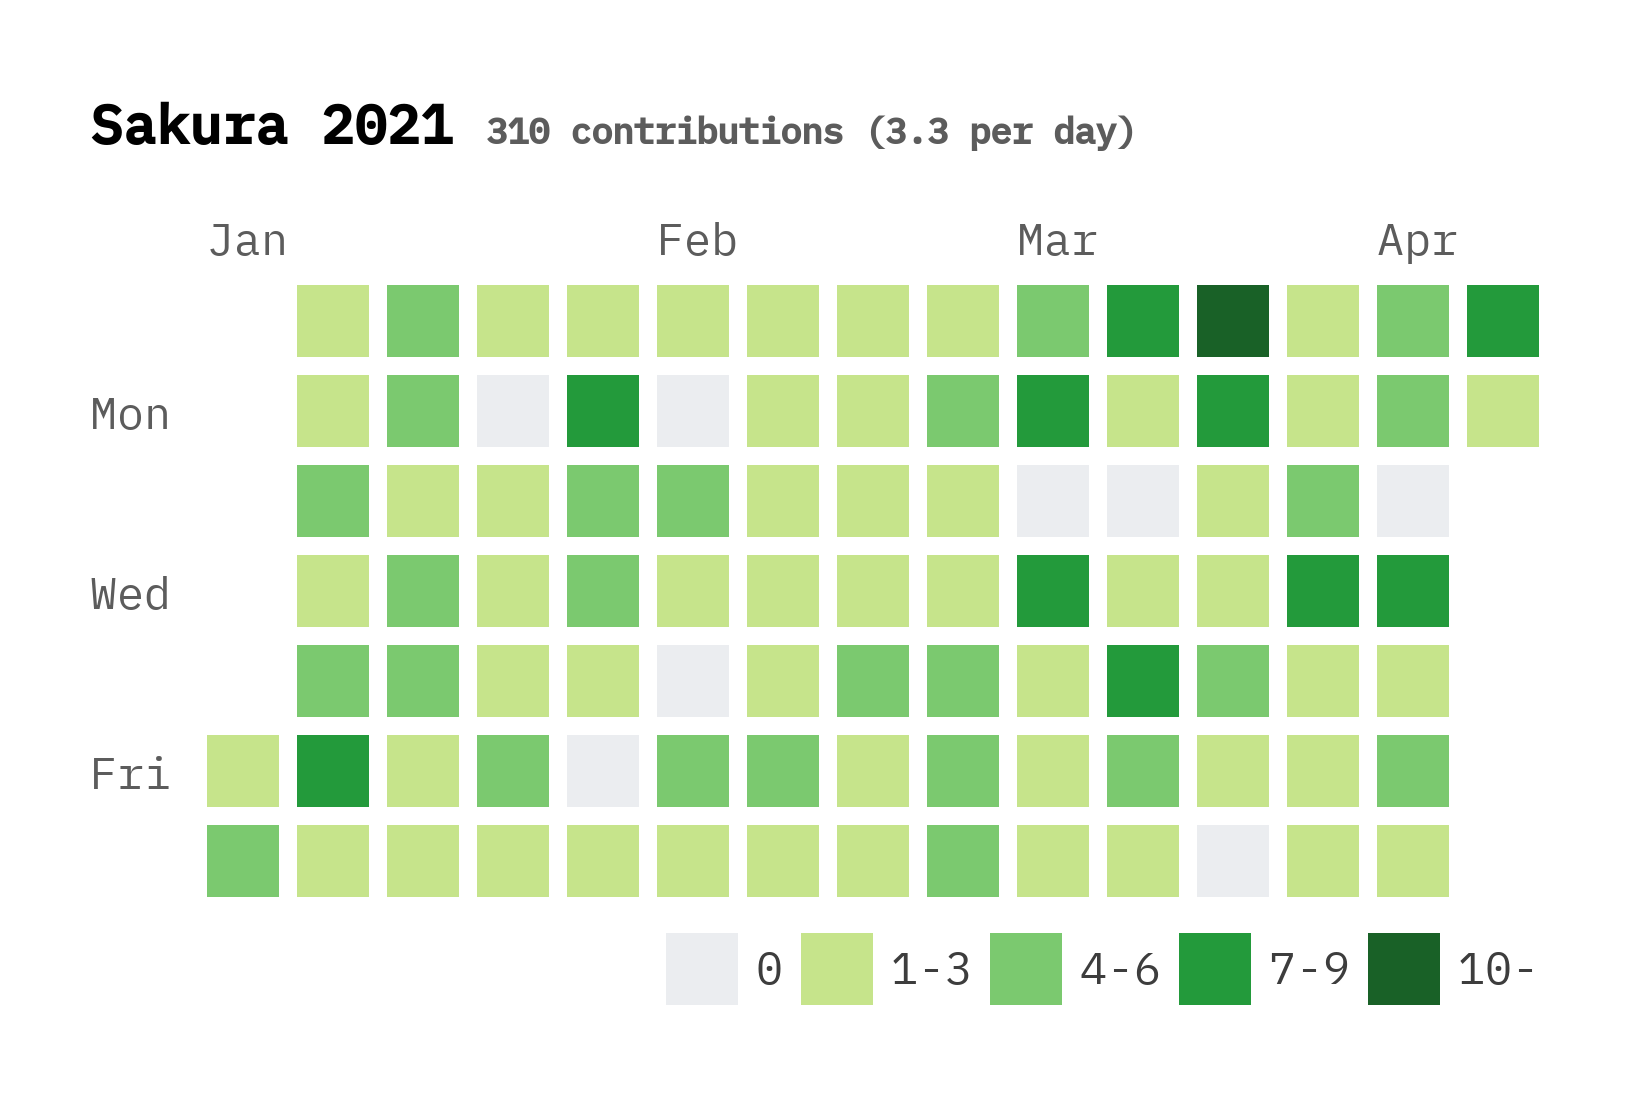 Sakura 2021 310 contributions (3.3 per day)
Jan Feb Mar Apr
Mon
Wed
Fri
0 1-3 4-6 7-9 10-